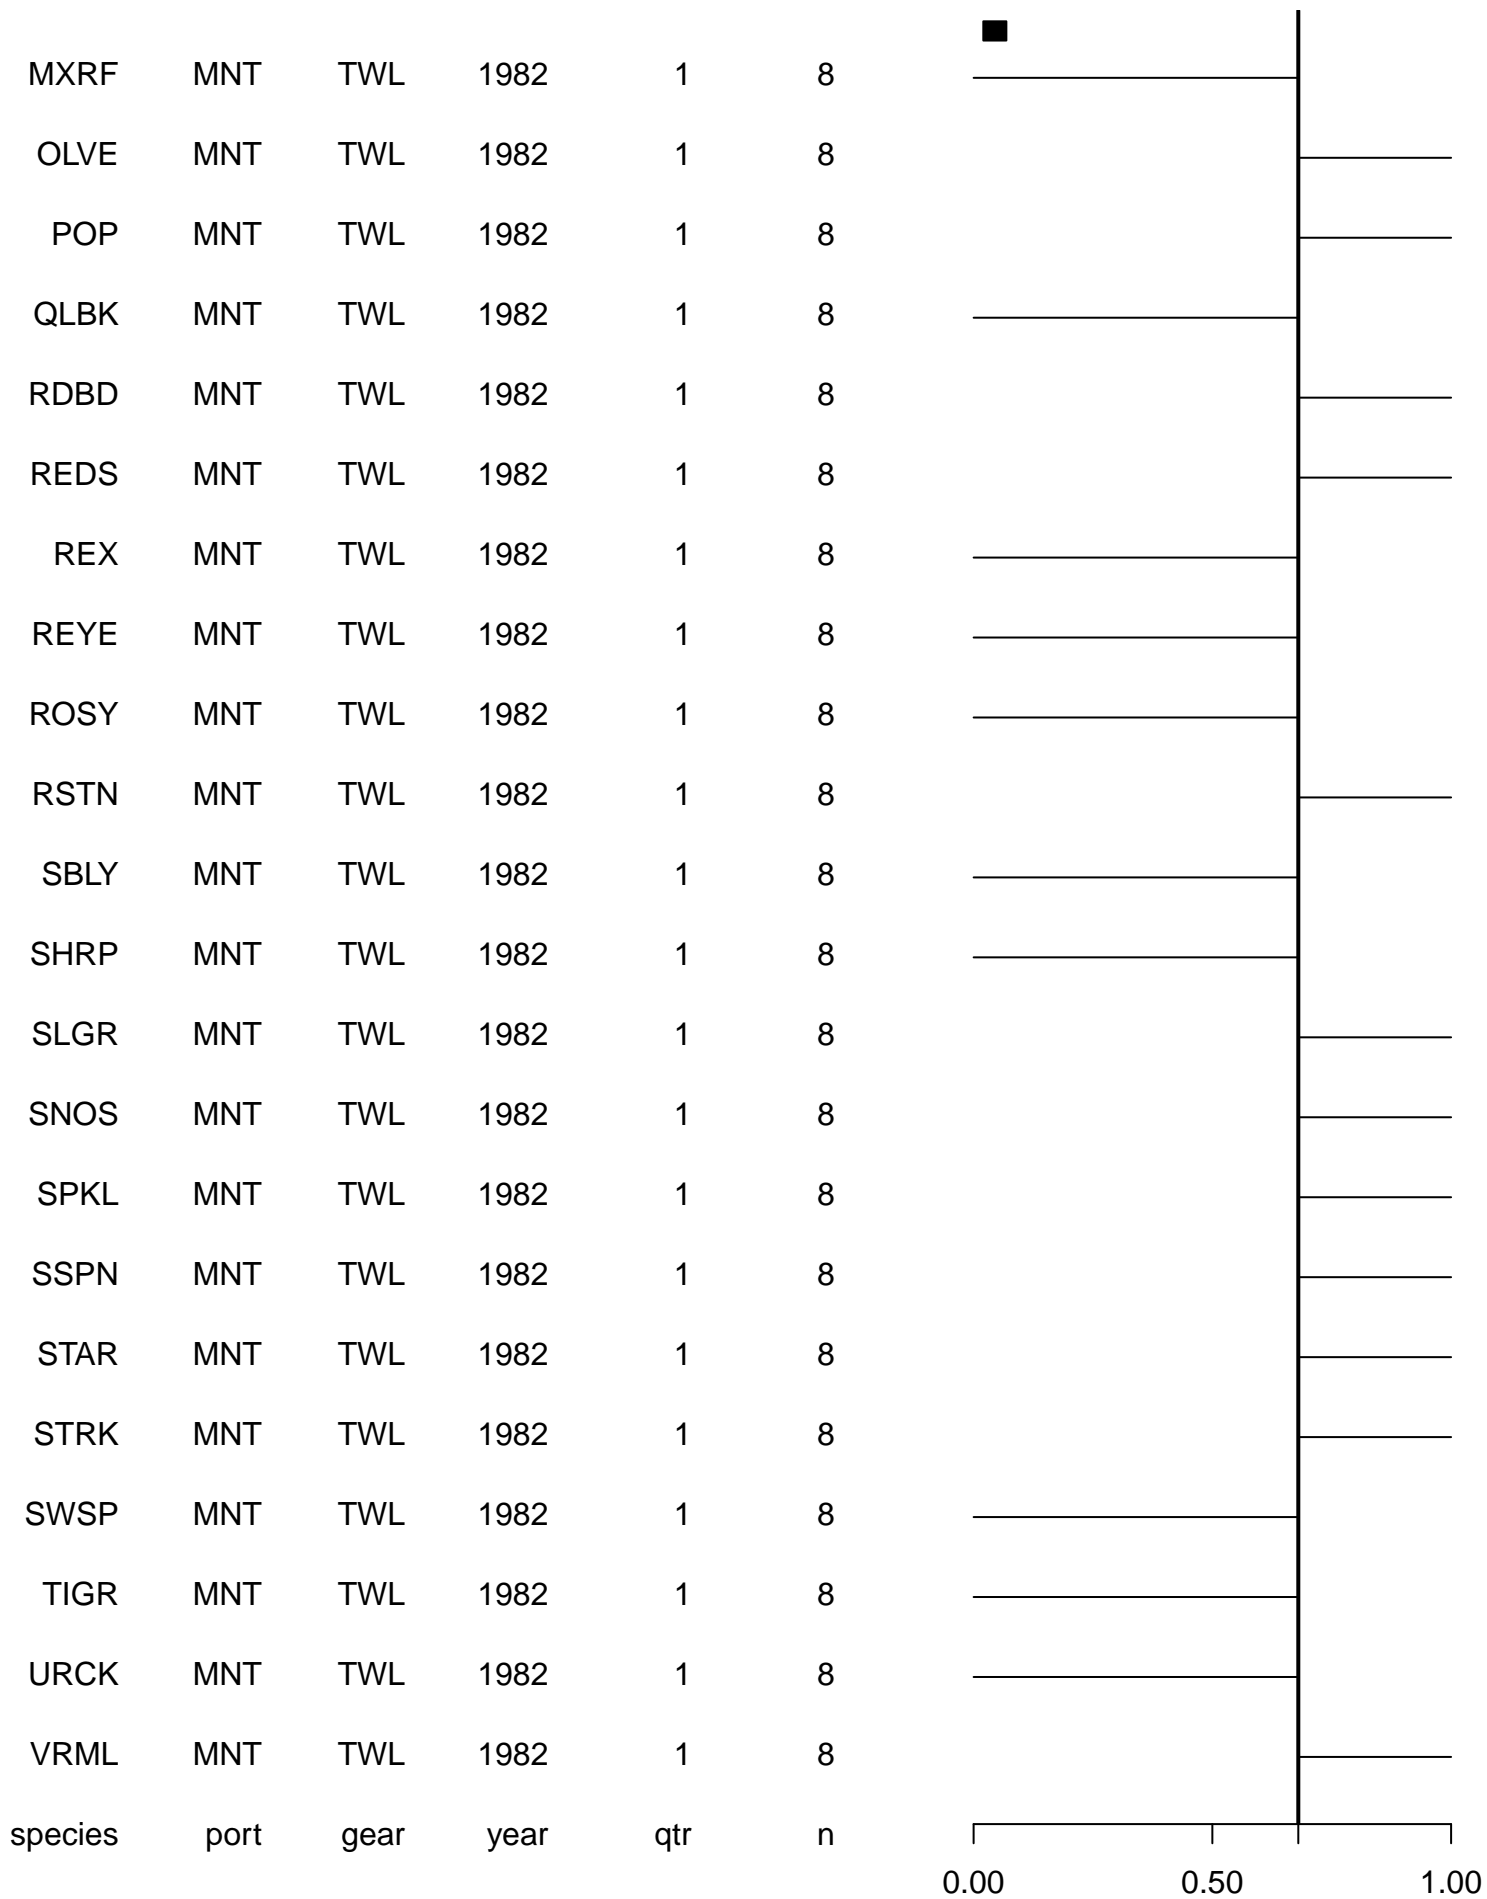 MXRF MNT TWL 1982 1 8
OLVE MNT TWL 1982 1 8
POP MNT TWL 1982 1 8
QLBK MNT TWL 1982 1 8
RDBD MNT TWL 1982 1 8
REDS MNT TWL 1982 1 8
REX MNT TWL 1982 1 8
REYE MNT TWL 1982 1 8
ROSY MNT TWL 1982 1 8
RSTN MNT TWL 1982 1 8
SBLY MNT TWL 1982 1 8
SHRP MNT TWL 1982 1 8
SLGR MNT TWL 1982 1 8
SNOS MNT TWL 1982 1 8
SPKL MNT TWL 1982 1 8
SSPN MNT TWL 1982 1 8
STAR MNT TWL 1982 1 8
STRK MNT TWL 1982 1 8
SWSP MNT TWL 1982 1 8
TIGR MNT TWL 1982 1 8
URCK MNT TWL 1982 1 8
VRML MNT TWL 1982 1 8
species port gear year qtr n
0.00 0.50 1.00